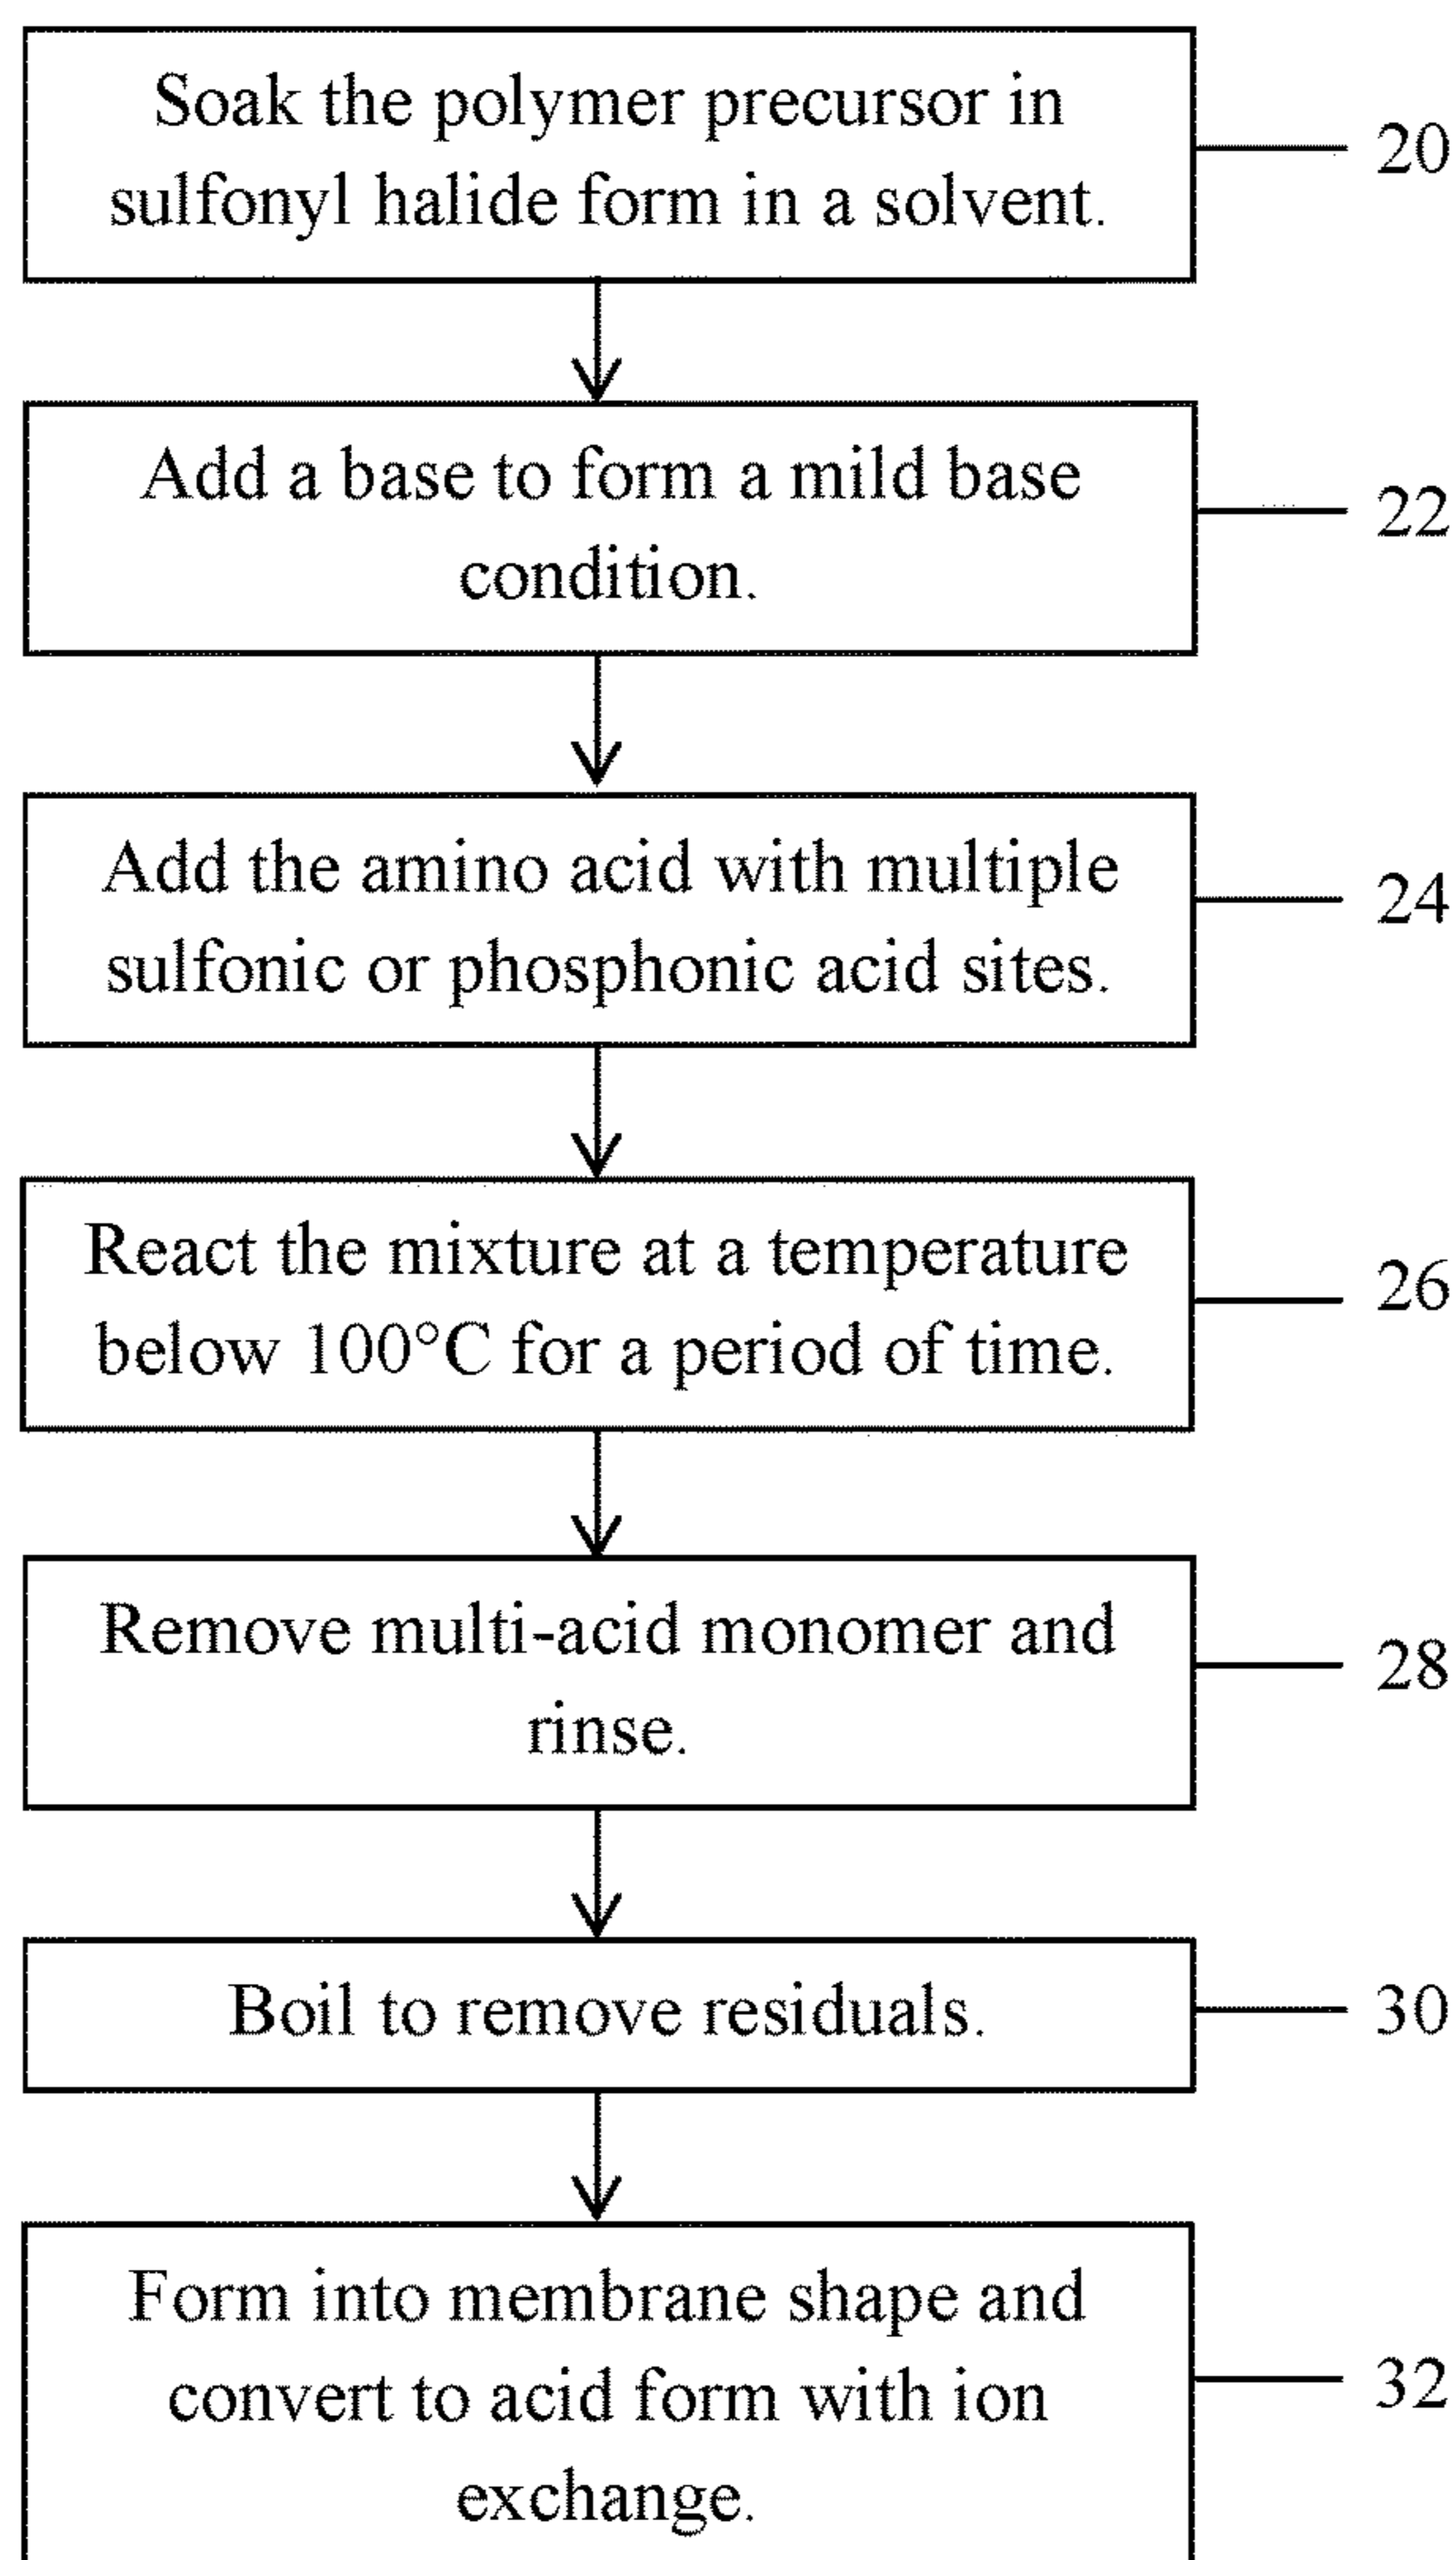 Soak the polymer precursor in
sulfonyl halide form in a solvent.
20
Add a base to form a mild base
condition.
22
Add the amino acid with multiple
sulfonic or phosphonic acid sites.
24
React the mixture at a temperature
below 100°C for a period of time.
26
Remove multi-acid monomer and
rinse.
28
Boil to remove residuals.
30
Form into membrane shape and
convert to acid form with ion
exchange.
32